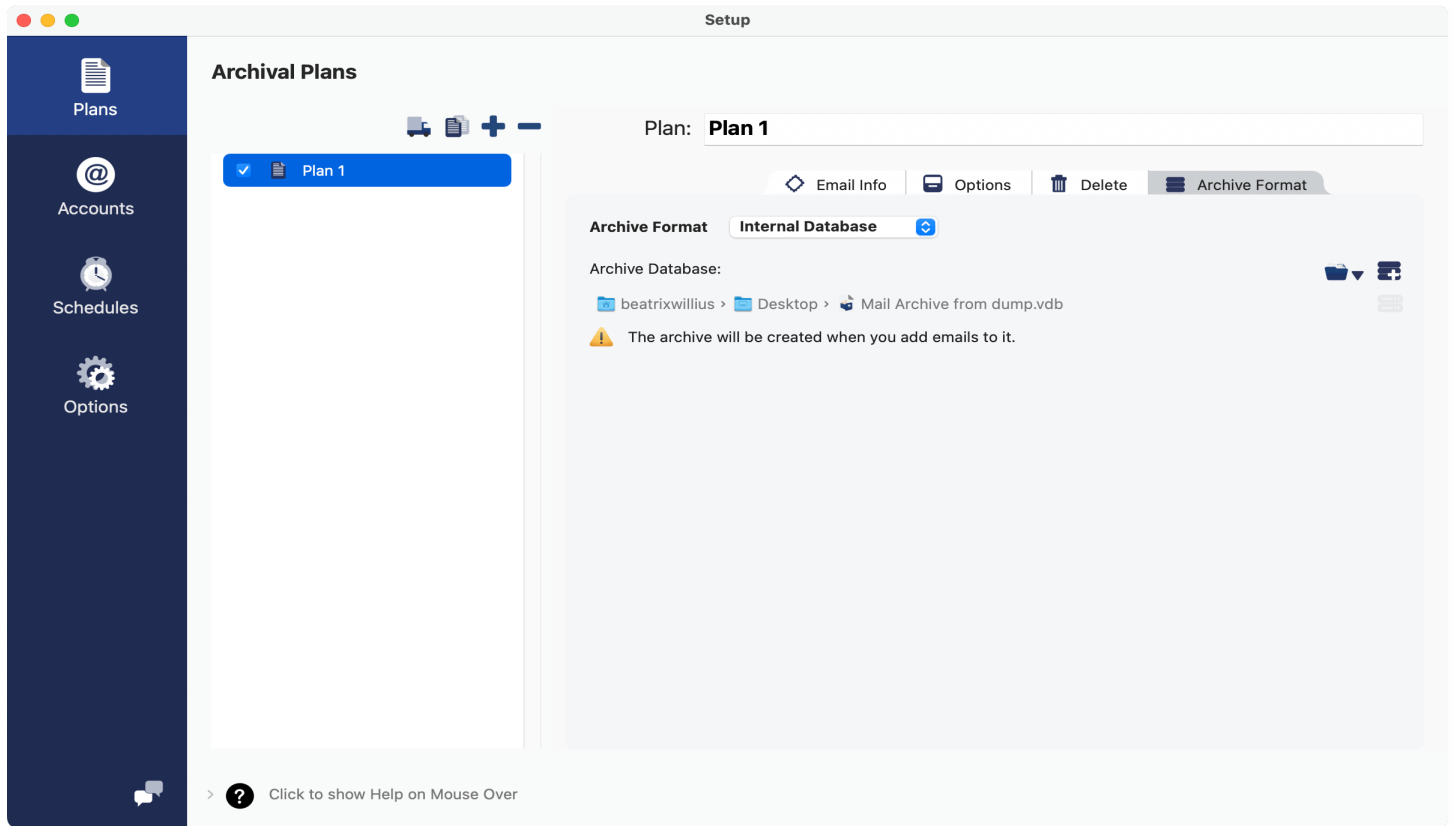 Setup
Plans
Accounts
Schedules
Options
Archival Plans
Plan 1
Plan: Plan 1
Email Info Options Delete Archive Format
Archive Format Internal Database
Archive Database:
beatrixwillius › Desktop › Mail Archive from dump.vdb
The archive will be created when you add emails to it.
? Click to show Help on Mouse Over